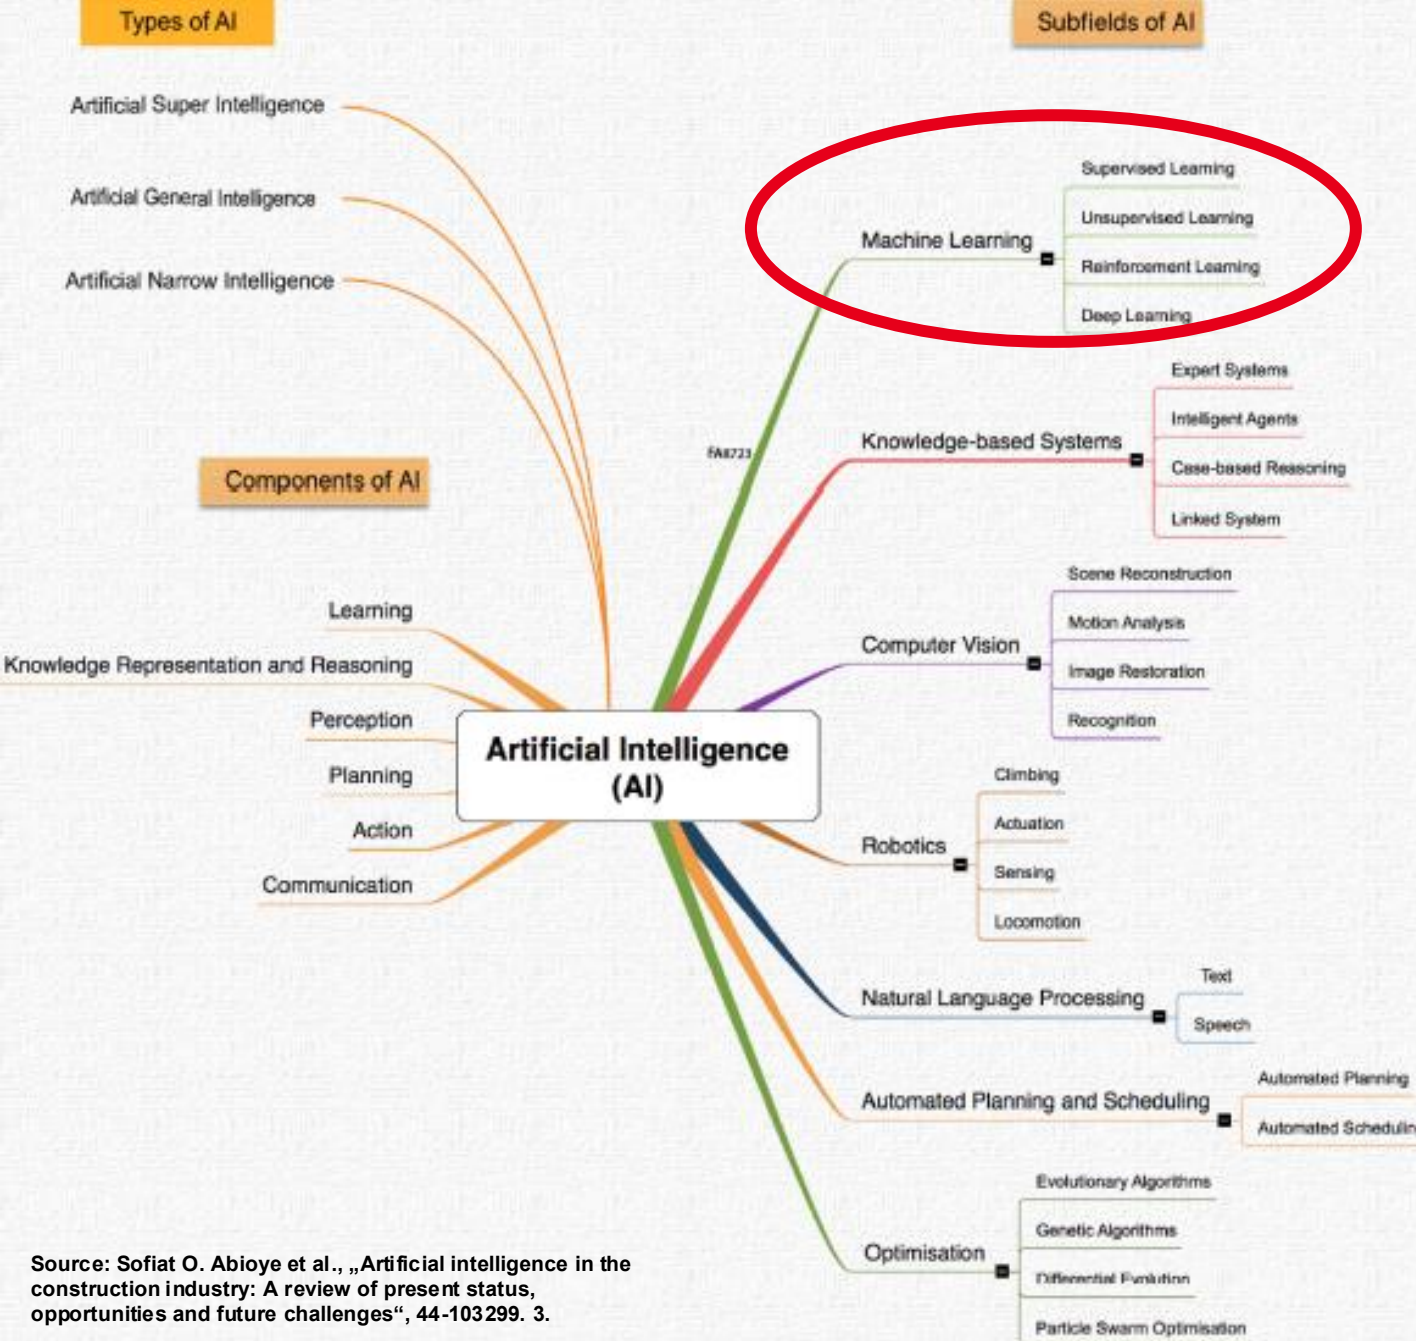 Types of AI
Artificial Super Intelligence
Artificial General Intelligence
Artificial Narrow Intelligence
Components of AI
Learning
Knowledge Representation and Reasoning
Perception
Planning
Action
Communication
Artificial Intelligence
(AI)
Subfields of AI
Machine Learning
Supervised Learning
Unsupervised Learning
Reinforcement Learning
Deep Learning
FA8723
Knowledge-based Systems
Expert Systems
Intelligent Agents
Case-based Reasoning
Linked System
Computer Vision
Scene Reconstruction
Motion Analysis
Image Restoration
Recognition
Robotics
Climbing
Actuation
Sensing
Locomotion
Natural Language Processing
Text
Speech
Automated Planning and Scheduling
Automated Planning
Automated Schedulin
Optimisation
Evolutionary Algorithms
Genetic Algorithms
Differential Evolution
Particle Swarm Optimisation
Source: Sofiat O. Abioye et al., „Artificial intelligence in the
construction industry: A review of present status,
opportunities and future challenges“, 44-103299. 3.